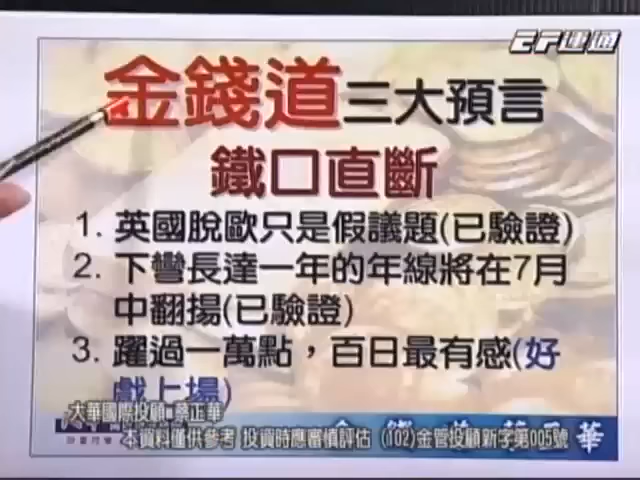 運通
金錢道三大預言
鐵口直斷
1. 英國脫歐只是假議題(已驗證)
2. 下彎長達一年的年線將在7月
中翻揚(已驗證)
3. 躍過一萬點，百日最有感(好
戲上場)
大華國際投顧 蔡正華
本資料僅供參考 投資時應審慎評估 (102)金管投顧新字第005號